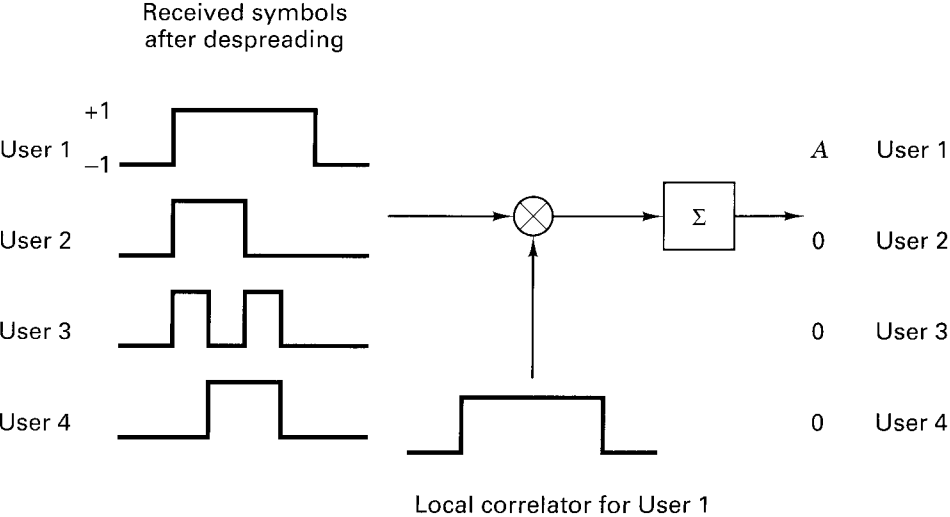 Received symbols
after despreading
+1
User 1
−1
A User 1
User 2
Σ
0 User 2
User 3
0 User 3
User 4
0 User 4
Local correlator for User 1